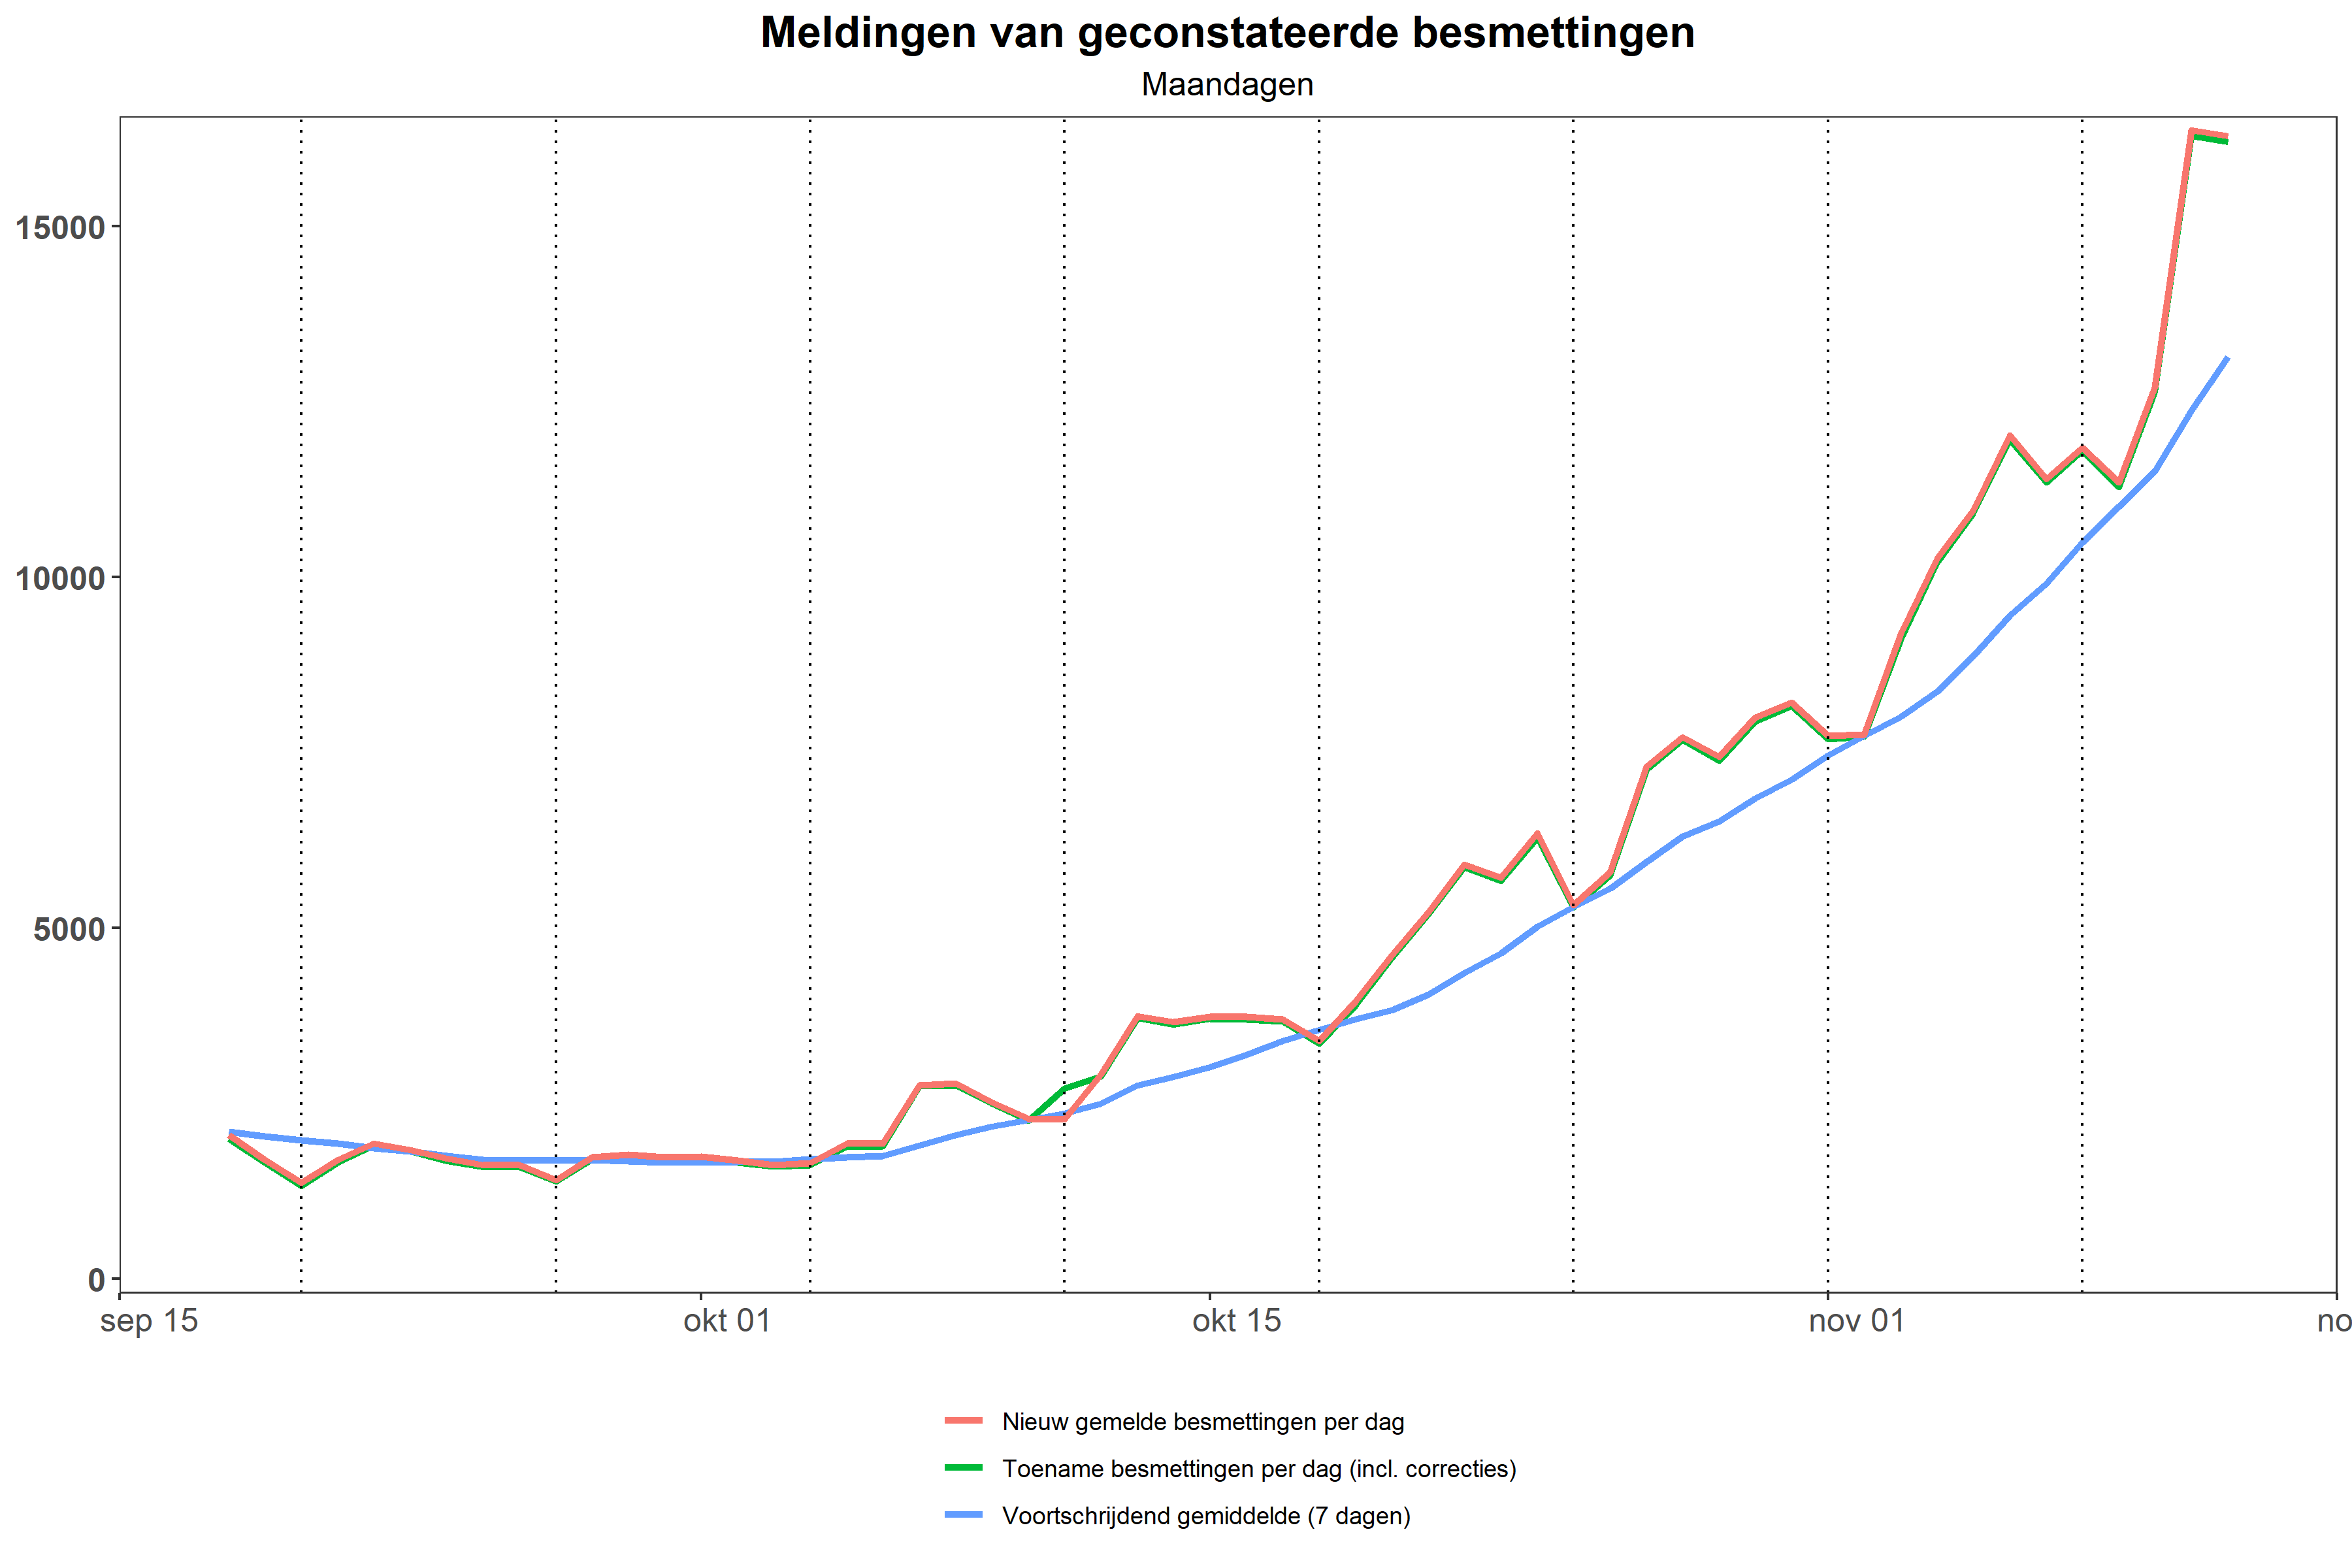 Meldingen van geconstateerde besmettingen
Maandagen
15000
10000
5000
0
sep 15 okt 01 okt 15 nov 01 no
Nieuw gemelde besmettingen per dag
Toename besmettingen per dag (incl. correcties)
Voortschrijdend gemiddelde (7 dagen)